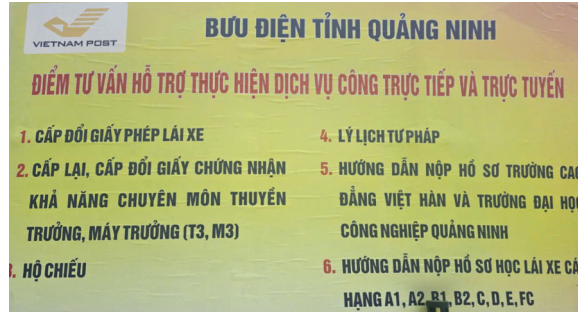 VIETNAM POST
BƯU ĐIỆN TỈNH QUẢNG NINH
ĐIỂM TƯ VẤN HỖ TRỢ THỰC HIỆN DỊCH VỤ CÔNG TRỰC TIẾP VÀ TRỰC TUYẾN
1. CẤP ĐỔI GIẤY PHÉP LÁI XE
2. CẤP LẠI, CẤP ĐỔI GIẤY CHỨNG NHẬN
KHẢ NĂNG CHUYÊN MÔN THUYỀN
TRƯỞNG, MÁY TRƯỞNG (T3, M3)
3. HỘ CHIẾU
4. LÝ LỊCH TƯ PHÁP
5. HƯỚNG DẪN NỘP HỒ SƠ TRƯỜNG CAO
ĐẲNG VIỆT HÀN VÀ TRƯỜNG ĐẠI HỌC
CÔNG NGHIỆP QUẢNG NINH
6. HƯỚNG DẪN NỘP HỒ SƠ HỌC LÁI XE CÁ
HẠNG A1, A2, B1, B2, C, D, E, FC